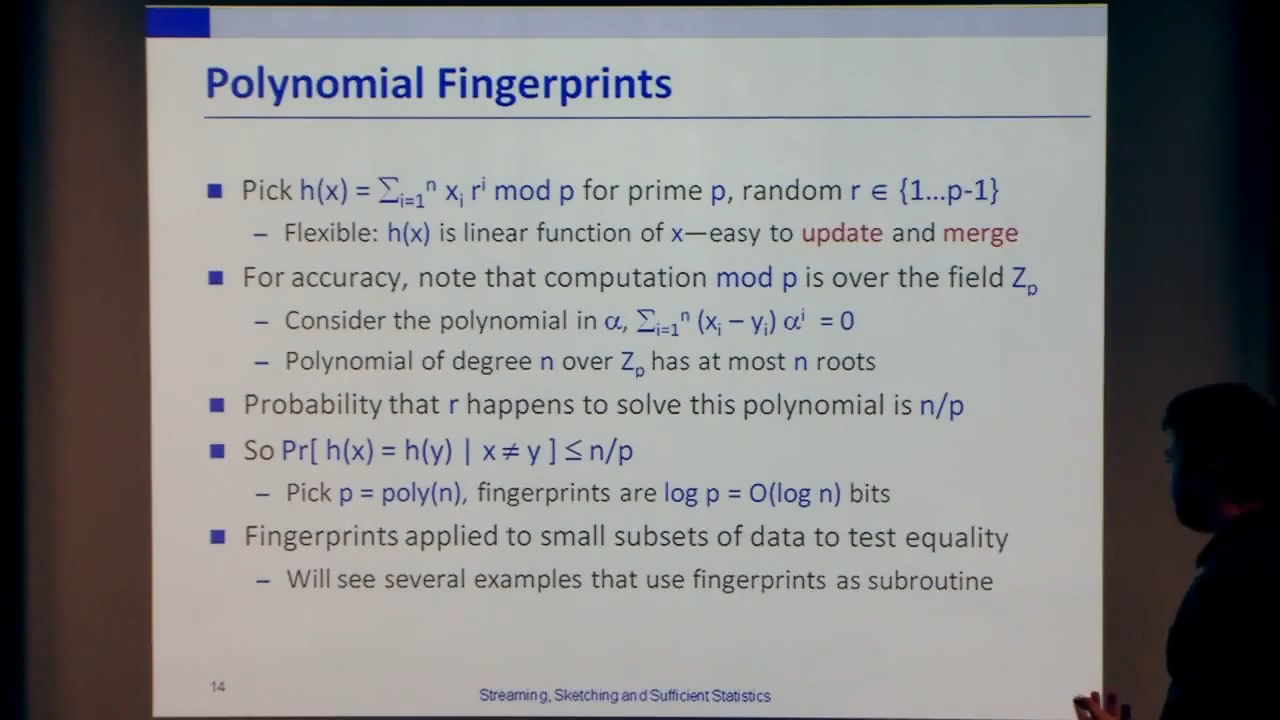 Polynomial Fingerprints
■ Pick h(x) = ∑ᵢ₌₁ⁿ xᵢ rⁱ mod p for prime p, random r ∈ {1…p-1}
– Flexible: h(x) is linear function of x—easy to update and merge
■ For accuracy, note that computation mod p is over the field Zₚ
– Consider the polynomial in α, ∑ᵢ₌₁ⁿ (xᵢ – yᵢ) αⁱ = 0
– Polynomial of degree n over Zₚ has at most n roots
■ Probability that r happens to solve this polynomial is n/p
■ So Pr[ h(x) = h(y) | x ≠ y ] ≤ n/p
– Pick p = poly(n), fingerprints are log p = O(log n) bits
■ Fingerprints applied to small subsets of data to test equality
– Will see several examples that use fingerprints as subroutine
14
Streaming, Sketching and Sufficient Statistics